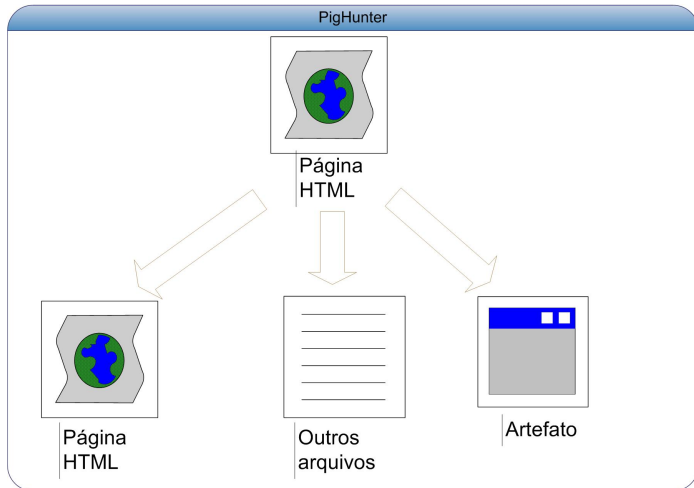 PigHunter
Página
HTML
Página
HTML
Outros
arquivos
Artefato